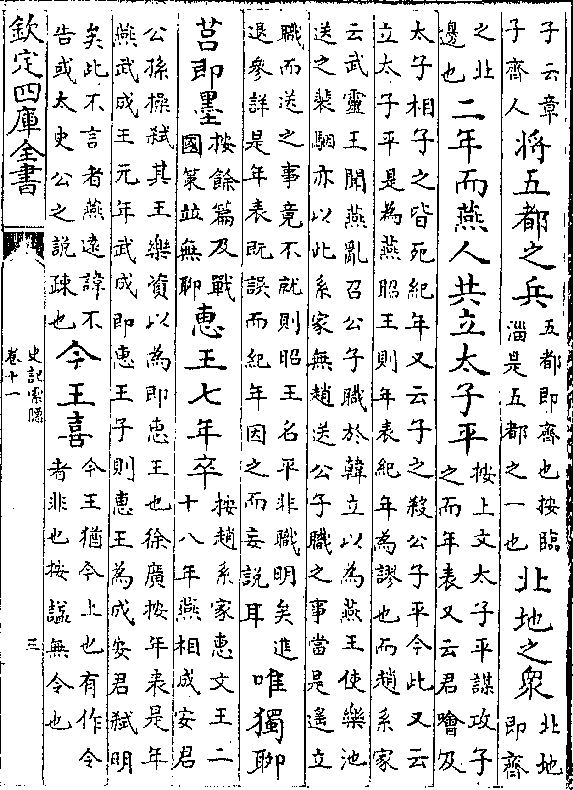 子云章
子齊人
將五都之兵
五都即齊也按臨
淄是五都之一也
北地之衆
北地
即齊
之北
邊也
二年而燕人共立太子平
按上文太子平謀攻子
之而年表又云君噲及
太子相子之皆死紀年又云子之殺公子平今此又云
立太子平是為燕昭王則年表紀年為謬也而趙系家
云武靈王聞燕亂召公子職於韓立以為燕王使樂池
送之裴駰亦以此系家無趙送公子職之事當是遙立
職而送之事竟不就則昭王名平非職明矣進
退參詳是年表既誤而紀年因之而妄說耳
唯獨聊
莒即墨
按餘篇及戰
國策並無聊
惠王七年卒
按趙系家惠文王二
十八年燕相成安君
公孫操弒其王樂資以為即惠王也徐廣按年表是年
燕武成王元年武成即惠王子則惠王為成安君弒明
矣此不言者燕遠諱不
告或太史公之說疎也
今王喜
今王猶今上也有作令
者非也按諡無令也
欽定四庫全書
史記索隱
卷十一
三